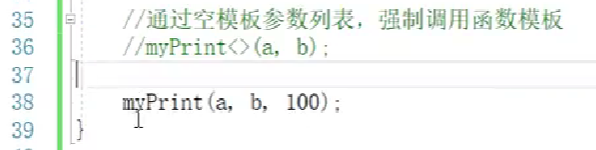 35 //通过空模板参数列表，强制调用函数模板
36 //myPrint<>(a, b);
37
38 myPrint(a, b, 100);
39 }